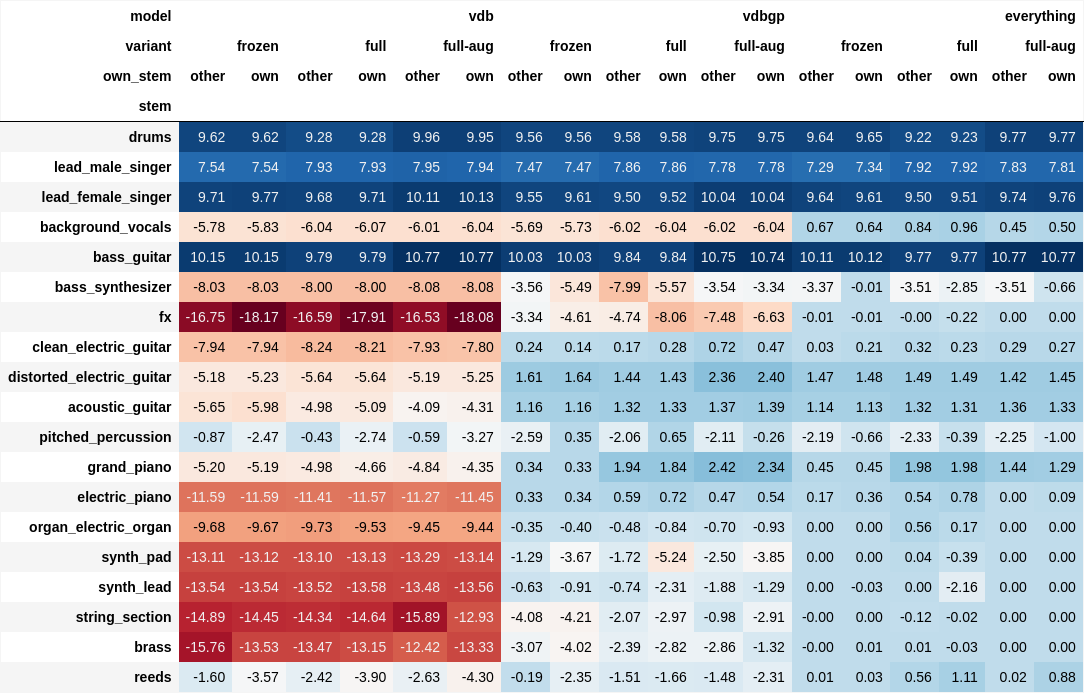 model vdb vdbgp everything
variant frozen full full-aug frozen full full-aug frozen full full-aug
own_stem other own other own other own other own other own other own other own other own other own
stem
drums 9.62 9.62 9.28 9.28 9.96 9.95 9.56 9.56 9.58 9.58 9.75 9.75 9.64 9.65 9.22 9.23 9.77 9.77
lead_male_singer 7.54 7.54 7.93 7.93 7.95 7.94 7.47 7.47 7.86 7.86 7.78 7.78 7.29 7.34 7.92 7.92 7.83 7.81
lead_female_singer 9.71 9.77 9.68 9.71 10.11 10.13 9.55 9.61 9.50 9.52 10.04 10.04 9.64 9.61 9.50 9.51 9.74 9.76
background_vocals -5.78 -5.83 -6.04 -6.07 -6.01 -6.04 -5.69 -5.73 -6.02 -6.04 -6.02 -6.04 0.67 0.64 0.84 0.96 0.45 0.50
bass_guitar 10.15 10.15 9.79 9.79 10.77 10.77 10.03 10.03 9.84 9.84 10.75 10.74 10.11 10.12 9.77 9.77 10.77 10.77
bass_synthesizer -8.03 -8.03 -8.00 -8.00 -8.08 -8.08 -3.56 -5.49 -7.99 -5.57 -3.54 -3.34 -3.37 -0.01 -3.51 -2.85 -3.51 -0.66
fx -16.75 -18.17 -16.59 -17.91 -16.53 -18.08 -3.34 -4.61 -4.74 -8.06 -7.48 -6.63 -0.01 -0.01 -0.00 -0.22 0.00 0.00
clean_electric_guitar -7.94 -7.94 -8.24 -8.21 -7.93 -7.80 0.24 0.14 0.17 0.28 0.72 0.47 0.03 0.21 0.32 0.23 0.29 0.27
distorted_electric_guitar -5.18 -5.23 -5.64 -5.64 -5.19 -5.25 1.61 1.64 1.44 1.43 2.36 2.40 1.47 1.48 1.49 1.49 1.42 1.45
acoustic_guitar -5.65 -5.98 -4.98 -5.09 -4.09 -4.31 1.16 1.16 1.32 1.33 1.37 1.39 1.14 1.13 1.32 1.31 1.36 1.33
pitched_percussion -0.87 -2.47 -0.43 -2.74 -0.59 -3.27 -2.59 0.35 -2.06 0.65 -2.11 -0.26 -2.19 -0.66 -2.33 -0.39 -2.25 -1.00
grand_piano -5.20 -5.19 -4.98 -4.66 -4.84 -4.35 0.34 0.33 1.94 1.84 2.42 2.34 0.45 0.45 1.98 1.98 1.44 1.29
electric_piano -11.59 -11.59 -11.41 -11.57 -11.27 -11.45 0.33 0.34 0.59 0.72 0.47 0.54 0.17 0.36 0.54 0.78 0.00 0.09
organ_electric_organ -9.68 -9.67 -9.73 -9.53 -9.45 -9.44 -0.35 -0.40 -0.48 -0.84 -0.70 -0.93 0.00 0.00 0.56 0.17 0.00 0.00
synth_pad -13.11 -13.12 -13.10 -13.13 -13.29 -13.14 -1.29 -3.67 -1.72 -5.24 -2.50 -3.85 0.00 0.00 0.04 -0.39 0.00 0.00
synth_lead -13.54 -13.54 -13.52 -13.58 -13.48 -13.56 -0.63 -0.91 -0.74 -2.31 -1.88 -1.29 0.00 -0.03 0.00 -2.16 0.00 0.00
string_section -14.89 -14.45 -14.34 -14.64 -15.89 -12.93 -4.08 -4.21 -2.07 -2.97 -0.98 -2.91 -0.00 0.00 -0.12 -0.02 0.00 0.00
brass -15.76 -13.53 -13.47 -13.15 -12.42 -13.33 -3.07 -4.02 -2.39 -2.82 -2.86 -1.32 -0.00 0.01 0.01 -0.03 0.00 0.00
reeds -1.60 -3.57 -2.42 -3.90 -2.63 -4.30 -0.19 -2.35 -1.51 -1.66 -1.48 -2.31 0.01 0.03 0.56 1.11 0.02 0.88